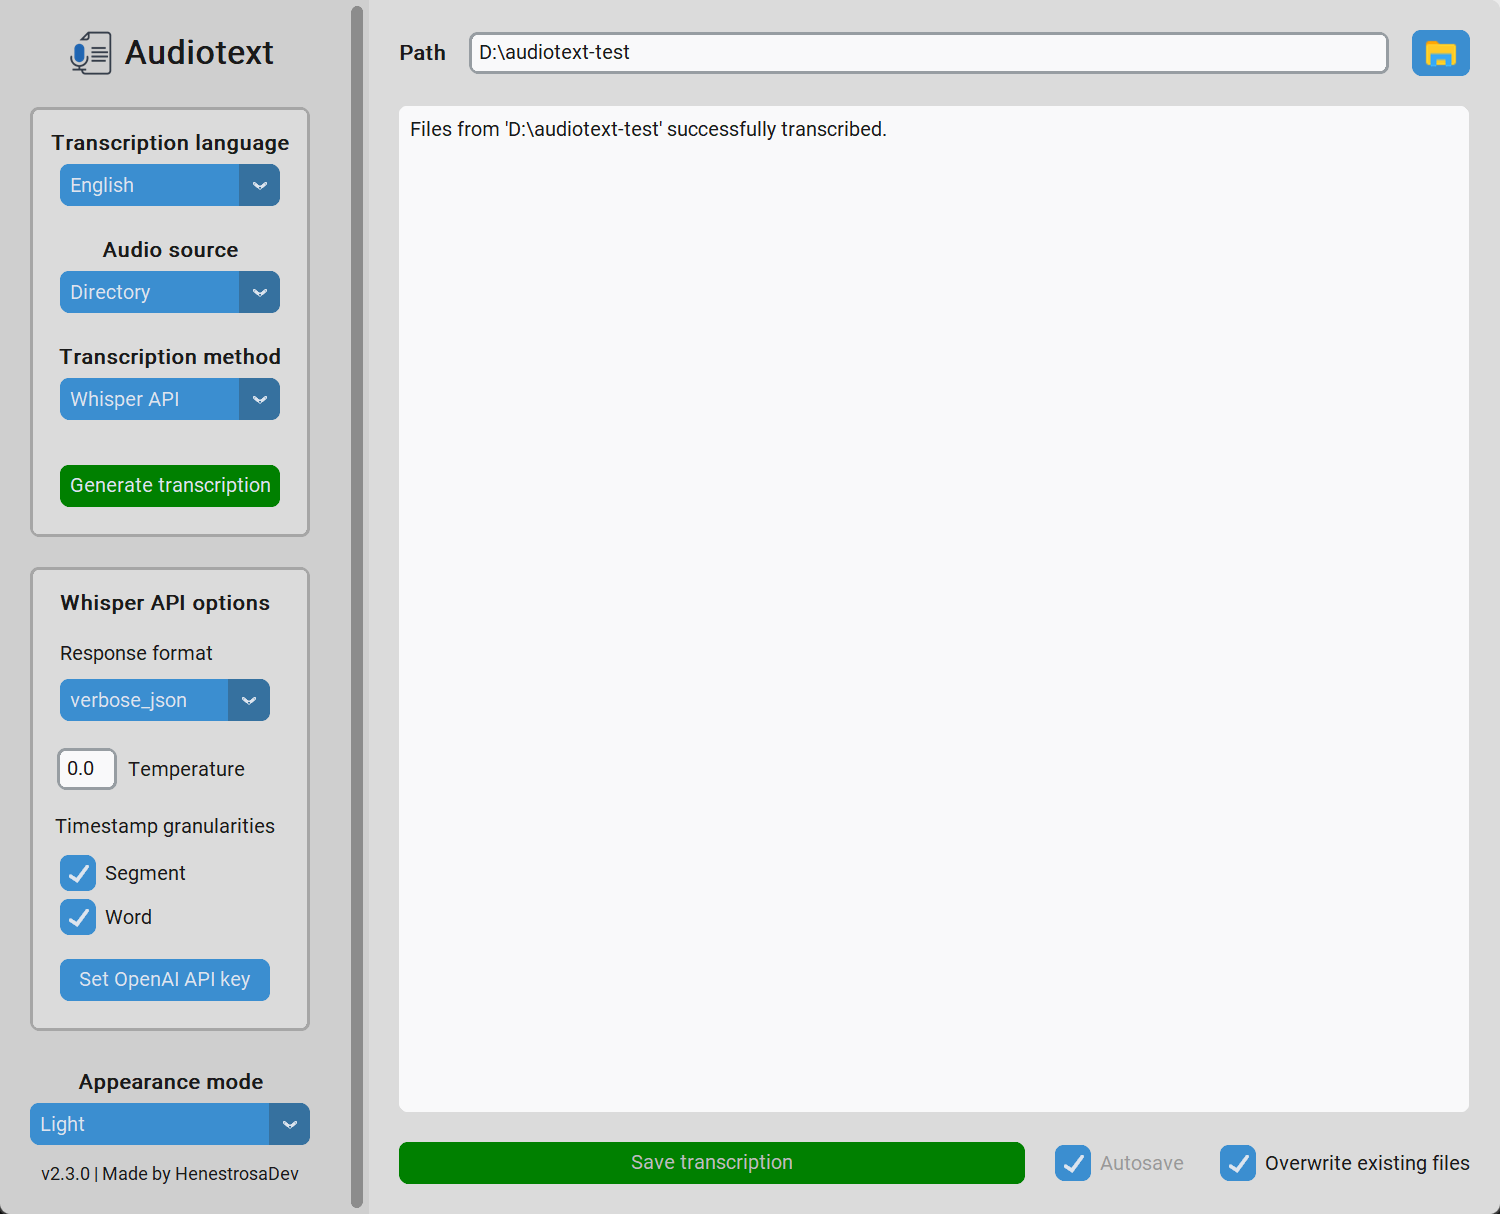 Audiotext
Transcription language
English
Audio source
Directory
Transcription method
Whisper API
Generate transcription
Whisper API options
Response format
verbose_json
0.0 Temperature
Timestamp granularities
Segment
Word
Set OpenAI API key
Appearance mode
Light
v2.3.0 | Made by HenestrosaDev
Path D:\audiotext-test
Files from 'D:\audiotext-test' successfully transcribed.
Save transcription Autosave Overwrite existing files